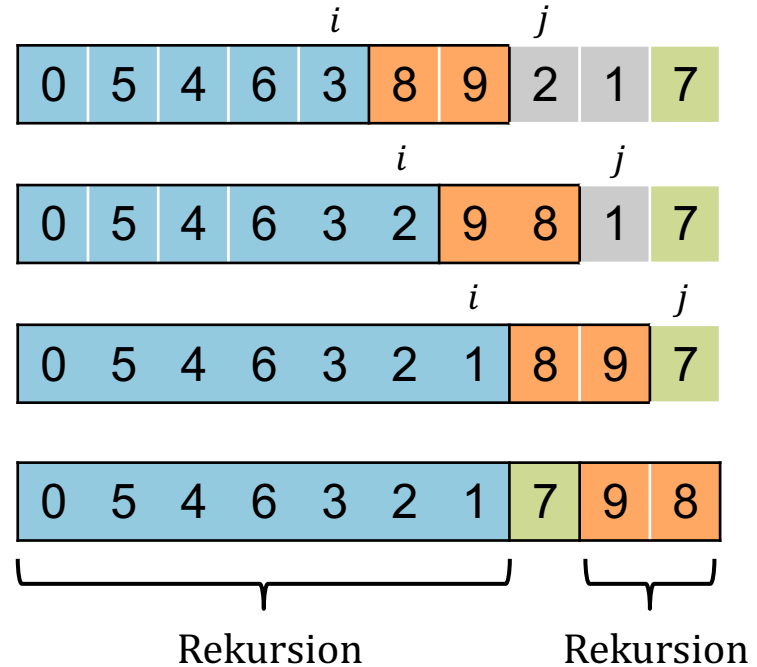 i j
0 5 4 6 3 8 9 2 1 7
i j
0 5 4 6 3 2 9 8 1 7
i j
0 5 4 6 3 2 1 8 9 7
0 5 4 6 3 2 1 7 9 8
Rekursion Rekursion